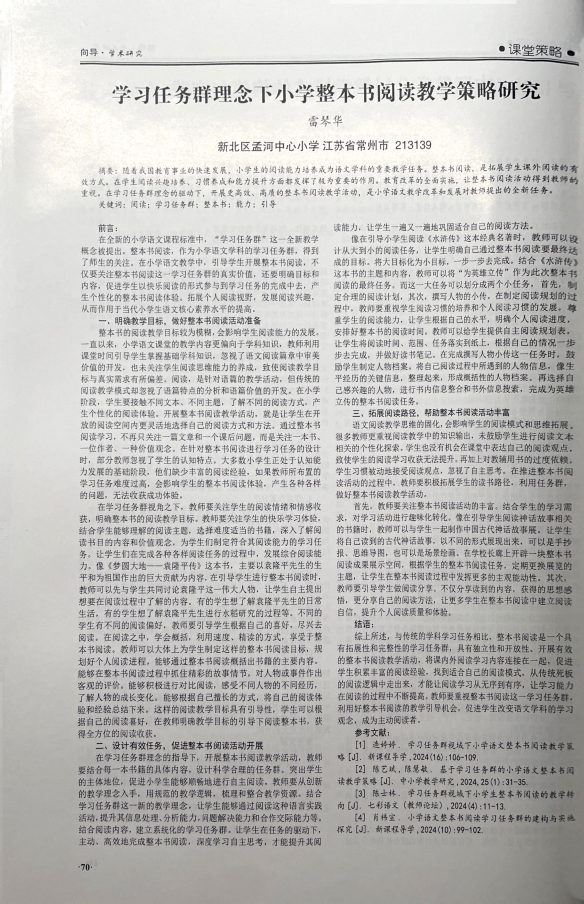 向导·学术研究
●课堂策略●
学习任务群理念下小学整本书阅读教学策略研究
雷琴华
新北区孟河中心小学 江苏省常州市 213139
摘要：随着我国教育事业的快速发展，小学生的阅读能力培养成为语文学科的重要教学任务。整本书阅读，是拓展学生课外阅读的有
效方式。在学生阅读兴趣培养、习惯养成和能力提升方面都发挥了极为重要的作用。教育改革的全面实施，让整本书阅读活动得到教师的
重视。在学习任务群理念的驱动下，开展更高效、高质的整本书阅读教学活动，是小学语文教学改革和发展对教师提出的全新任务。
关键词：阅读；学习任务群；整本书；能力；引导
前言：
在全新的小学语文课程标准中，“学习任务群”这一全新教学
概念被提出。整本书阅读，作为小学语文学科的学习任务群，得到
了师生的关注。在小学语文教学中，引导学生开展整本书阅读，不
仅要关注整本书阅读这一学习任务群的真实价值，还要明确目标和
内容，促进学生以快乐阅读的形式参与到学习任务的完成中去，产
生个性化的整本书阅读体验，拓展个人阅读视野，发展阅读兴趣，
从而作用于当代小学生语文核心素养水平的提高。
一、明确教学目标，做好整本书阅读活动准备
整本书的阅读教学目标较为模糊，会影响学生阅读能力的发展。
一直以来，小学语文课堂的教学内容更偏向于学科知识，教师利用
课堂时间引导学生掌握基础学科知识，忽视了语文阅读篇章中审美
价值的开发，也未关注学生阅读思维能力的养成，致使阅读教学目
标与真实需求有所偏差。阅读，是针对语篇的教学活动，但传统的
阅读教学模式却忽视了语篇特点的分析和语篇价值的开发。在小学
阶段，学生要接触不同文本、不同主题，了解不同的阅读方式，产
生个性化的阅读体验。开展整本书阅读教学活动，就是让学生在开
放的阅读空间内更灵活地选择自己的阅读方式和方法。通过整本书
阅读学习，不再只关注一篇文章和一个课后问题，而是关注一本书、
一位作者、一种价值观念。在针对整本书阅读进行学习任务的设计
时，部分教师忽视了学生的认知特点。大多数小学生正处于认知能
力发展的基础阶段，他们缺少丰富的阅读经验，如果教师所布置的
学习任务难度过高，会影响学生的整本书阅读体验，产生各种各样
的问题，无法收获成功体验。
在学习任务群视角之下，教师要关注学生的阅读情绪和情感收
获，明确整本书的阅读教学目标。教师要关注学生的快乐学习体验，
结合学生能够理解的阅读主题，选择难度适当的书籍，深入了解阅
读书目的内容和价值观念，为学生们制定符合其阅读能力的学习任
务。让学生们在完成各种各样阅读任务的过程中，发展综合阅读能
力。像《梦圆大地——袁隆平传》这本书，主要以袁隆平先生的生
平和为祖国作出的巨大贡献为内容，在引导学生进行整本书阅读时，
教师可以先与学生共同讨论袁隆平这一伟大人物，让学生自主提出
想要在阅读过程中了解的内容。有的学生想了解袁隆平先生的日常
生活，有的学生想了解袁隆平先生进行水稻研究的过程等。不同的
学生有不同的阅读偏好，教师要引导学生根据自己的喜好，尽兴去
阅读，在阅读之中，学会概括，利用速度、精读的方式，享受于整
本书阅读。教师可以大体上为学生制定这样的整本书阅读目标，规
划好个人阅读进程，能够通过整本书阅读概括出书籍的主要内容，
能够在整本书阅读过程中抓住精彩的故事情节，对人物或事件作出
客观的评价，能够积极进行对比阅读，感受不同人物的不同经历，
了解人物的成长变化。能够根据自己擅长的方式，将自己的阅读体
验和经验总结下来。这样的阅读教学目标具有引导性，学生可以根
据自己的阅读喜好，在教师明确教学目标的引导下阅读整本书，获
得全方位的阅读收获。
二、设计有效任务，促进整本书阅读活动开展
在学习任务群理念的指导下，开展整本书阅读教学活动，教师
要结合每一本书籍的具体内容，设计科学合理的任务群，突出学生
的主体地位，促进小学生能够顺畅地进行自主阅读，教师要从创新
的教学理念入手，用规范的教学逻辑，梳理和整合教学资源，结合
学习任务群这一新的教学理念，让学生能够通过阅读这种语言实践
活动，提升其信息处理、分析能力，问题解决能力和合作交际能力等。
结合阅读内容，建立系统化的学习任务群，让学生在任务的驱动下，
主动、高效地完成整本书阅读，深度学习自主思考，才能提升其阅
读能力，让学生一遍又一遍地巩固适合自己的阅读方法。
像在引导小学生阅读《水浒传》这本经典名著时，教师可以设
计从大到小的阅读任务，让学生明确自己通过整本书阅读要最终达
成的目标，将大目标化为小目标，一步一步去完成。结合《水浒传》
这本书的主题和内容，教师可以将“为英雄立传”作为此次整本书
阅读的最终任务。而这一大任务可以划分成两个小任务，首先，制
定合理的阅读计划，其次，撰写人物的小传，在制定阅读规划的过
程中，教师要重视学生阅读习惯的培养和个人阅读习惯的发展，尊
重学生的阅读能力，让学生根据自己的水平，明确个人阅读进度，
安排好整本书的阅读时间。教师可以给学生提供自主阅读规划表，
让学生将阅读时间、范围、任务落实到纸上，根据自己的情况一步
步去完成，并做好读书笔记。在完成撰写人物小传这一任务时，鼓
励学生制定人物档案，将自己阅读过程中所遇到的人物信息，像生
平经历的关键信息，整理起来，形成概括性的人物档案，再选择自
己感兴趣的人物，进行书内信息整合和书外信息搜索，完成为英雄
立传的整本书阅读任务。
三、拓展阅读路径，帮助整本书阅读活动丰富
语文阅读教学思维的固化，会影响学生的阅读模式和思维拓展。
很多教师更重视阅读教学中的知识输出，未鼓励学生进行阅读文本
相关的个性化探索，学生也没有机会在课堂中表达自己的阅读观点，
致使学生的阅读学习收获无法提升。再加上对教辅用书的过度依赖，
学生习惯被动地接受阅读观点，忽视了自主思考。在推进整本书阅
读活动的过程中，教师要积极拓展学生的读书路径，利用任务群，
做好整本书阅读教学活动。
首先，教师要关注整本书阅读活动的丰富。结合学生的学习需
求，对学习活动进行趣味化转化。像在引导学生阅读神话故事相关
的书籍时，教师可以与学生一起制作中国古代神话故事展。让学生
将自己读到的古代神话故事，以不同的形式展现出来，可以是手抄
报、思维导图，也可以是场景绘画。在学校长廊上开辟一块整本书
阅读成果展示空间，根据学生的整本书阅读任务，定期更换展览的
主题，让学生在整本书阅读过程中发挥更多的主观能动性。其次，
教师要引导学生做阅读分享，不仅分享读到的内容，获得的思想感
悟，更分享自己的阅读方法，让更多学生在整本书阅读中建立阅读
自信，提升个人阅读质量和体验。
结语：
综上所述，与传统的学科学习任务相比，整本书阅读是一个具
有拓展性和完整性的学习任务群，具有独立性和开放性。开展有效
的整本书阅读教学活动，将课内外阅读学习内容连接在一起，促进
学生积累丰富的阅读经验，找到适合自己的阅读模式，从传统死板
的阅读逻辑中走出来，才能让阅读学习从无序到有序，让学习能力
在阅读的过程中不断提高。教师要重视整本书阅读这一学习任务群，
利用好整本书阅读的教学引导机会，促进学生改变语文学科的学习
观念，成为主动阅读者。
参考文献：
[1] 连婷婷．学习任务群视域下小学语文整本书阅读教学策
略[J]．新课程导学，2024(16):106-109.
[2] 陈艺斌，陈慧敏．基于学习任务群的小学语文整本书阅
读教学策略[J]．中小学教学研究，2024,25(1):31-35.
[3] 陈士林．学习任务群视域下小学生整本书阅读的教学转
向[J]．七彩语文（教师论坛），2024(4):11-13.
[4] 肖祎宣．小学语文整本书阅读学习任务群的建构与实施
探究[J]．新课程导学，2024(10):99-102.
·70·